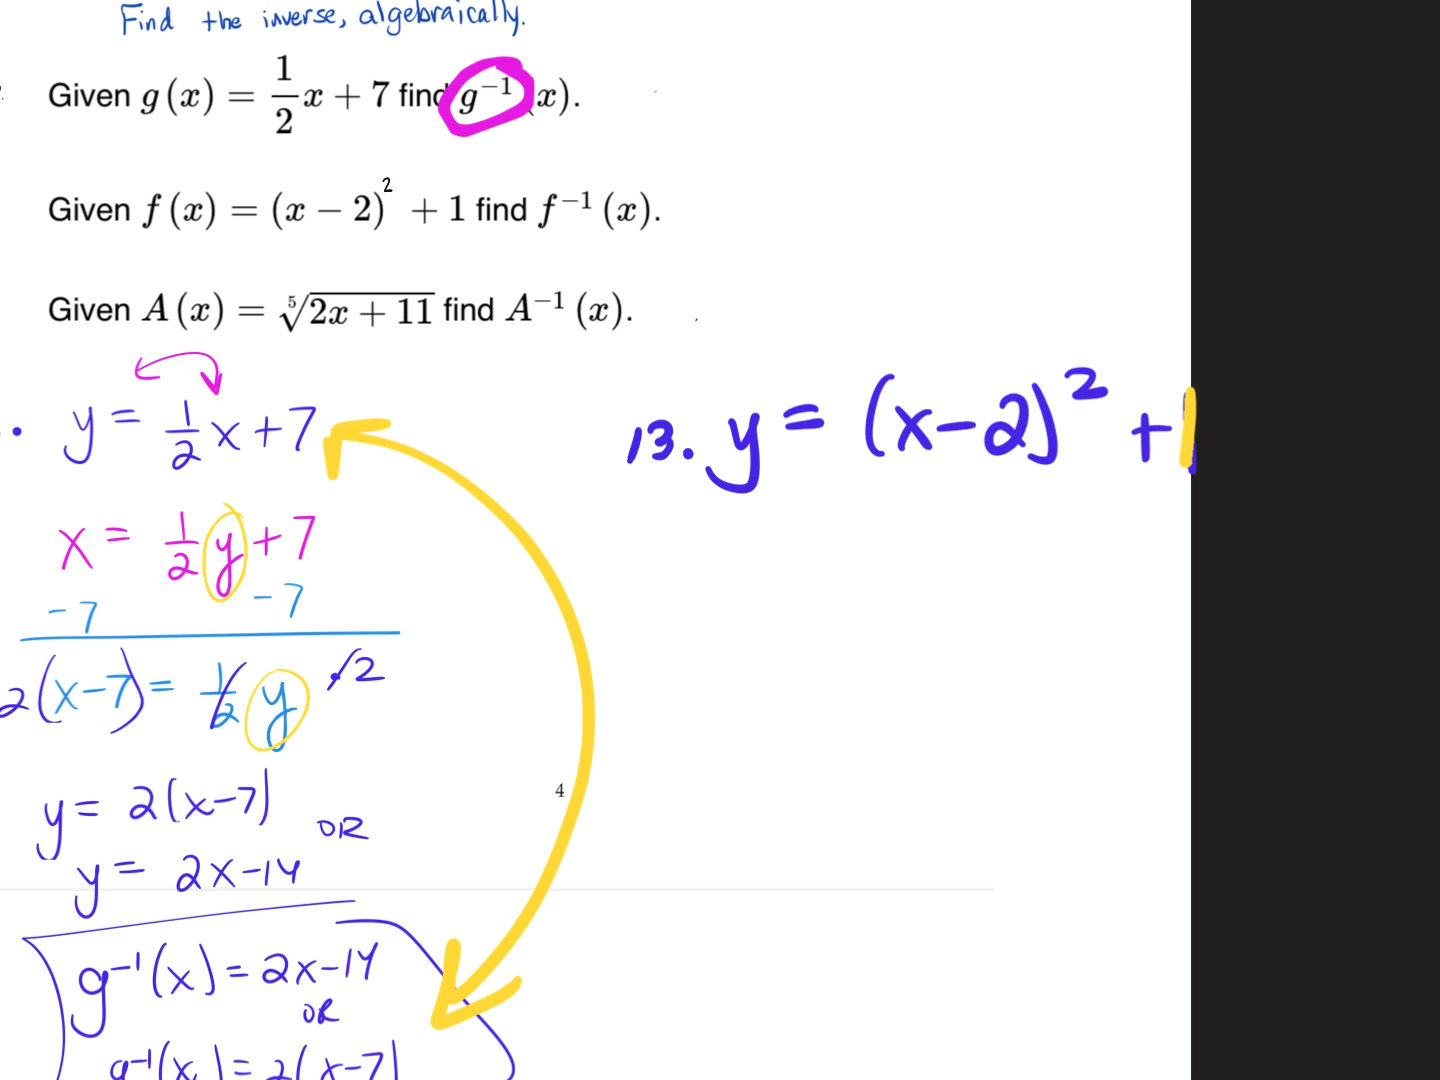 Find the inverse, algebraically.
Given g(x) = 1/2 x + 7 find g⁻¹(x).
Given f(x) = (x − 2)² + 1 find f⁻¹(x).
Given A(x) = ⁵√(2x + 11) find A⁻¹(x).
. y = 1/2 x + 7
x = 1/2 y + 7
-7 -7
2(x-7) = 1/2 y · 2
y = 2(x-7)
OR
y = 2x-14
g⁻¹(x) = 2x-14
OR
g⁻¹(x) = 2(x-7)
13. y = (x-2)² + 1
4